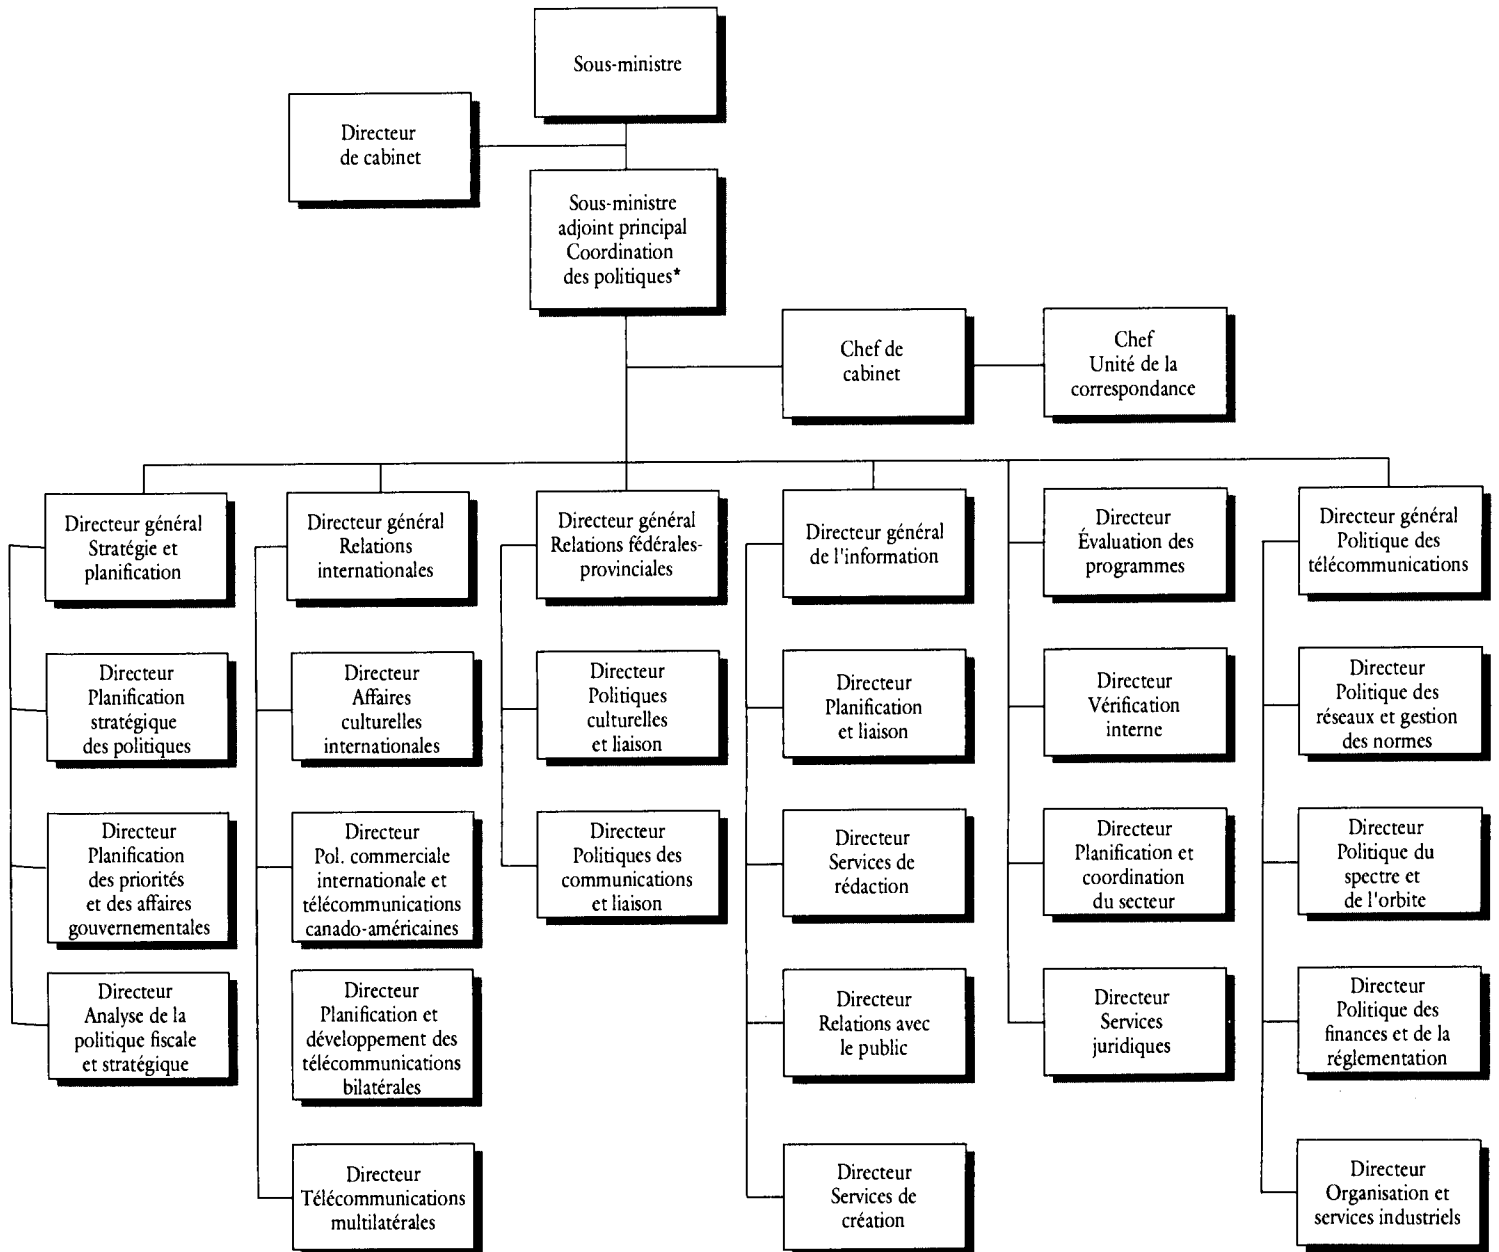 Sous-ministre
Directeur
de cabinet
Sous-ministre
adjoint principal
Coordination
des politiques*
Chef de
cabinet
Chef
Unité de la
correspondance
Directeur général
Stratégie et
planification
Directeur
Planification
stratégique
des politiques
Directeur
Planification
des priorités
et des affaires
gouvernementales
Directeur
Analyse de la
politique fiscale
et stratégique
Directeur général
Relations
internationales
Directeur
Affaires
culturelles
internationales
Directeur
Pol. commerciale
internationale et
télécommunications
canado-américaines
Directeur
Planification et
développement des
télécommunications
bilatérales
Directeur
Télécommunications
multilatérales
Directeur général
Relations fédérales-
provinciales
Directeur
Politiques
culturelles
et liaison
Directeur
Politiques des
communications
et liaison
Directeur général
de l'information
Directeur
Planification
et liaison
Directeur
Services de
rédaction
Directeur
Relations avec
le public
Directeur
Services de
création
Directeur
Évaluation des
programmes
Directeur
Vérification
interne
Directeur
Planification et
coordination
du secteur
Directeur
Services
juridiques
Directeur général
Politique des
télécommunications
Directeur
Politique des
réseaux et gestion
des normes
Directeur
Politique du
spectre et
de l'orbite
Directeur
Politique des
finances et de la
réglementation
Directeur
Organisation et
services industriels